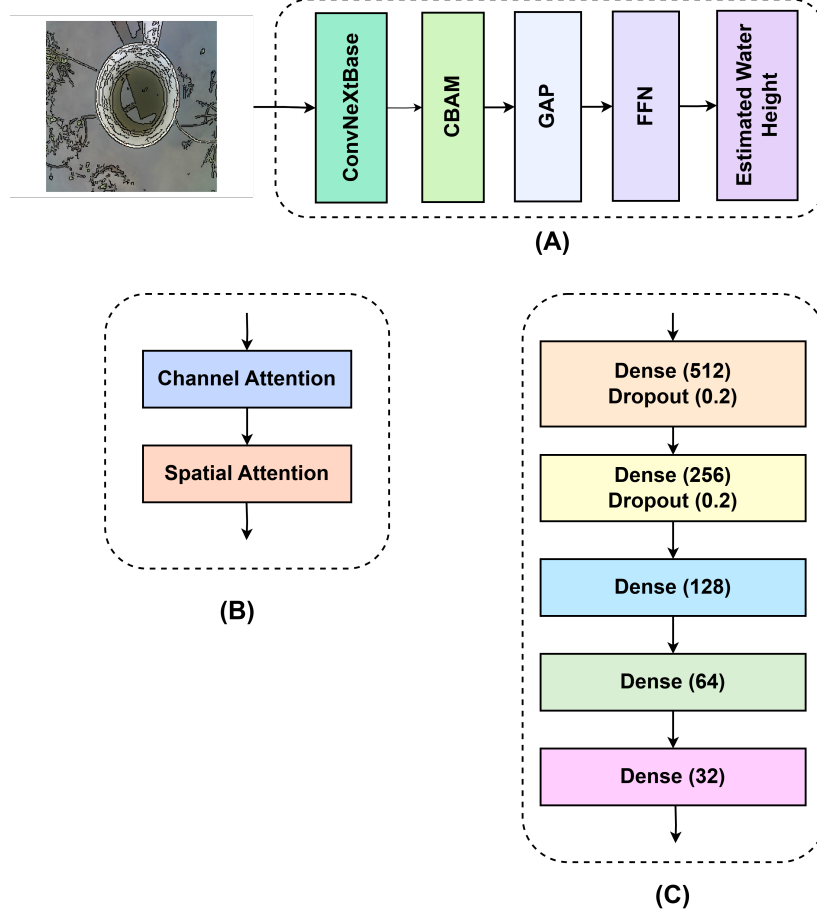 ConvNeXtBase
CBAM
GAP
FFN
Estimated Water
Height
(A)
Channel Attention
Spatial Attention
(B)
Dense (512)
Dropout (0.2)
Dense (256)
Dropout (0.2)
Dense (128)
Dense (64)
Dense (32)
(C)